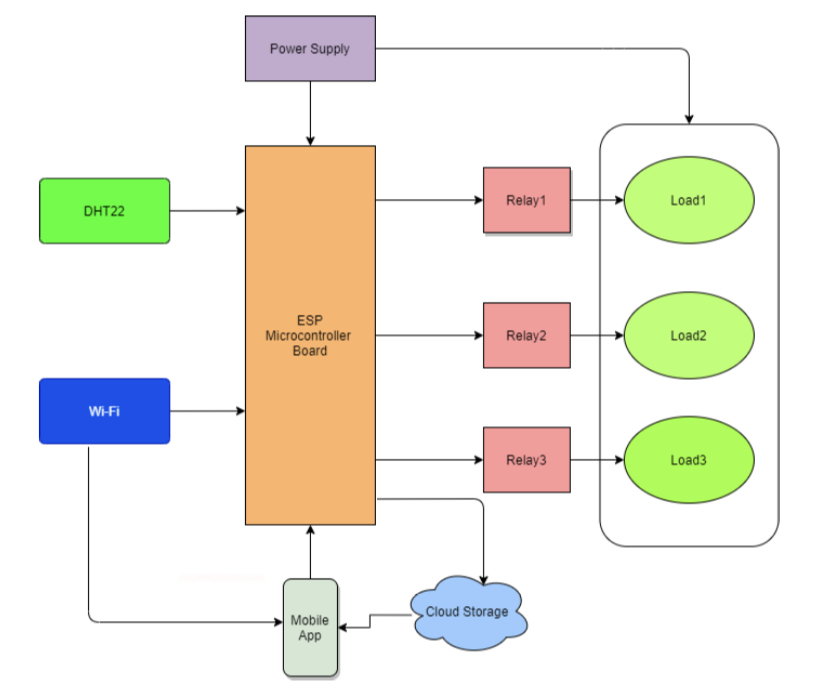 Power Supply
DHT22
Relay1
Load1
ESP
Microcontroller
Board
Relay2
Load2
Wi-Fi
Relay3
Load3
Mobile
App
Cloud Storage